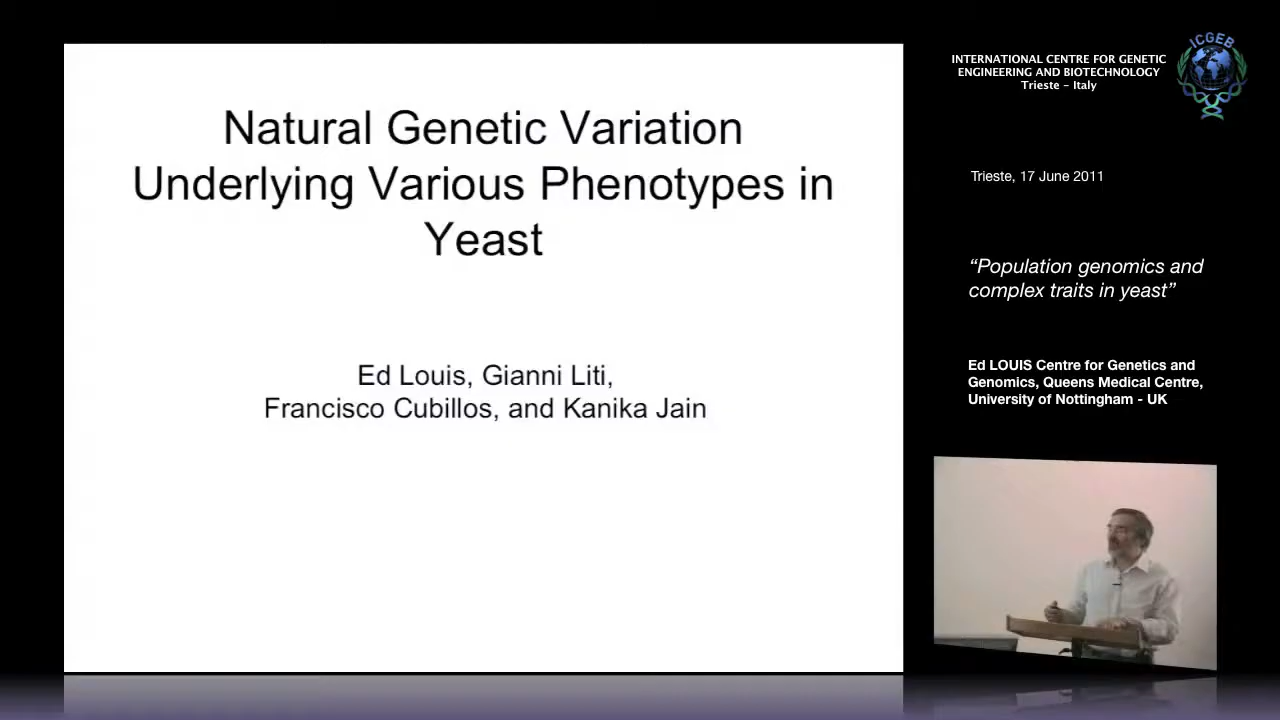 Natural Genetic Variation
Underlying Various Phenotypes in
Yeast
Ed Louis, Gianni Liti,
Francisco Cubillos, and Kanika Jain
INTERNATIONAL CENTRE FOR GENETIC
ENGINEERING AND BIOTECHNOLOGY
Trieste – Italy
ICGEB
Trieste, 17 June 2011
“Population genomics and
complex traits in yeast”
Ed LOUIS Centre for Genetics and
Genomics, Queens Medical Centre,
University of Nottingham - UK